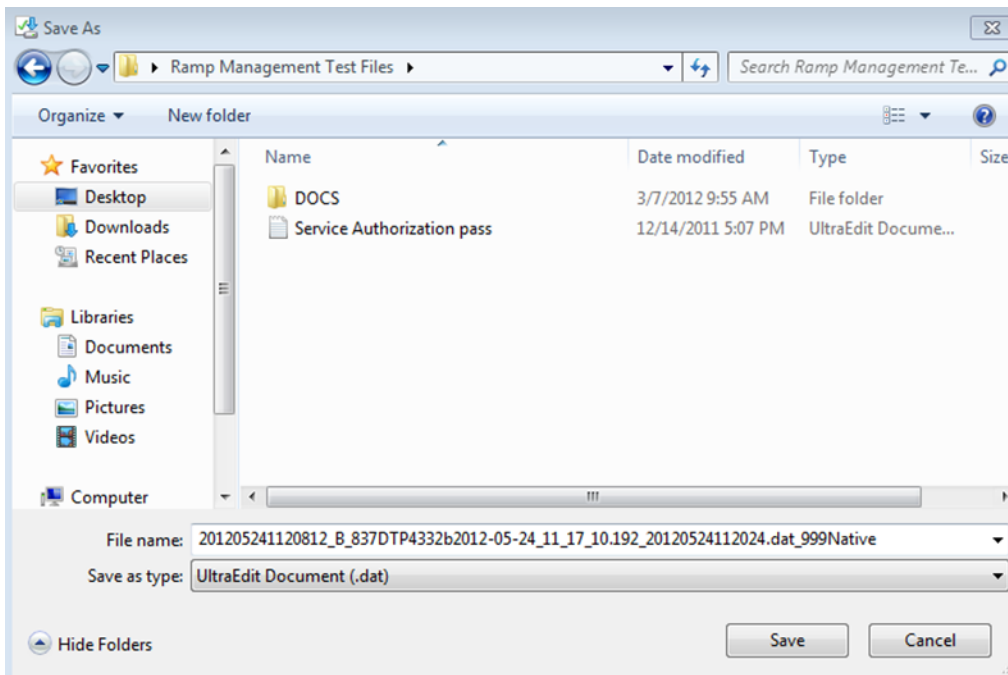 Save As
Ramp Management Test Files
Search Ramp Management Te...
Organize
New folder
Name
Date modified
Type
Size
Favorites
Desktop
Downloads
Recent Places
Libraries
Documents
Music
Pictures
Videos
Computer
DOCS
3/7/2012 9:55 AM
File folder
Service Authorization pass
12/14/2011 5:07 PM
UltraEdit Docume...
File name: 201205241120812_B_837DTP4332b2012-05-24_11_17_10.192_20120524112024.dat_999Native
Save as type: UltraEdit Document (.dat)
Hide Folders
Save
Cancel